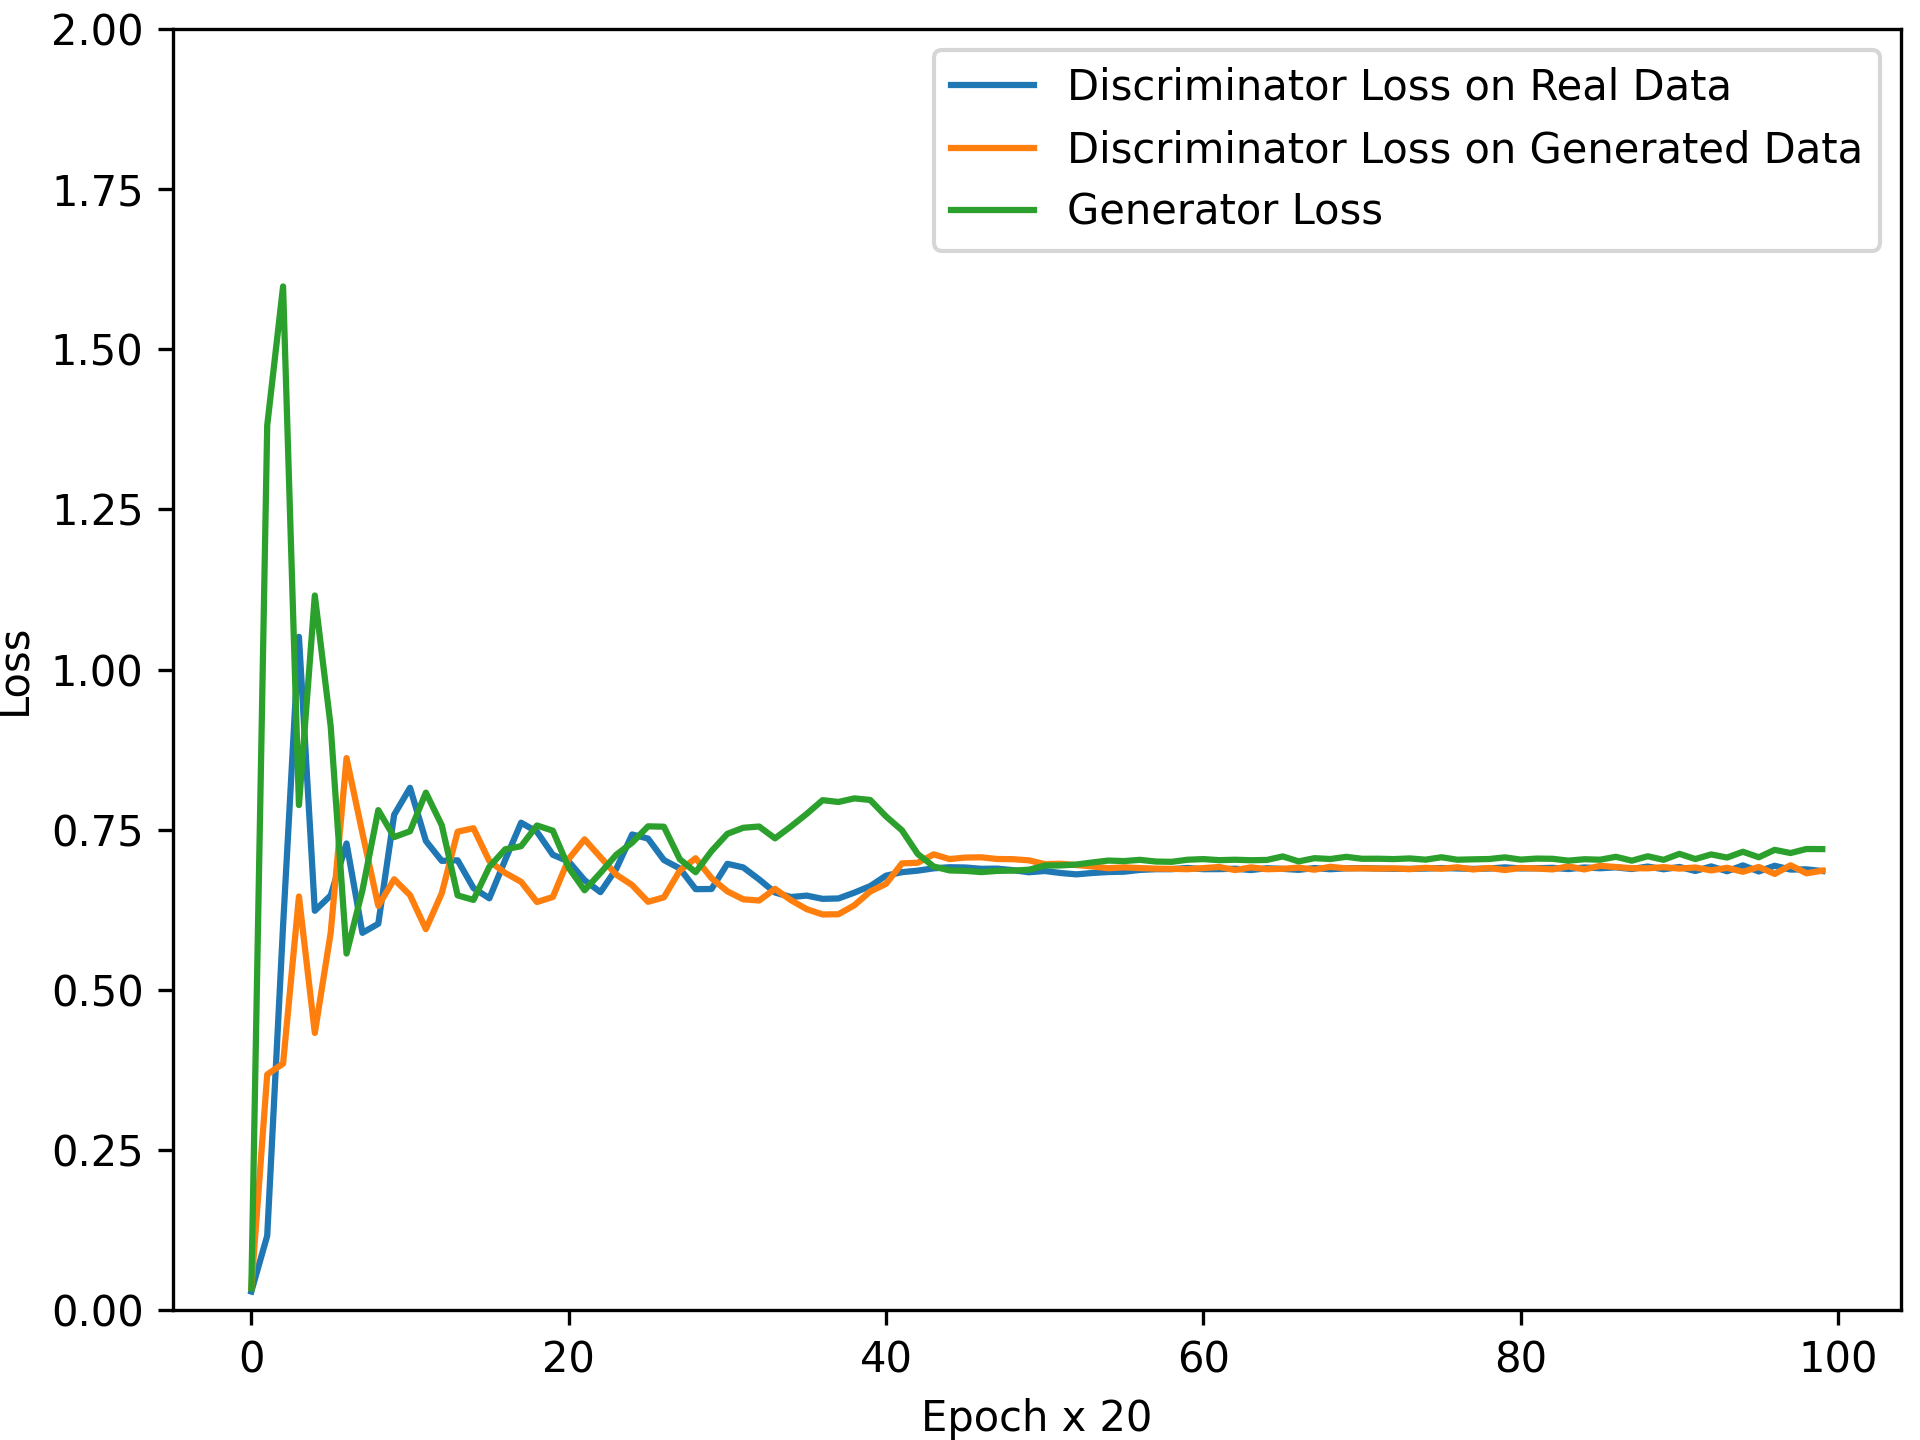 2.00
1.75
1.50
1.25
1.00
0.75
0.50
0.25
0.00
Loss
Discriminator Loss on Real Data
Discriminator Loss on Generated Data
Generator Loss
0 20 40 60 80 100
Epoch x 20